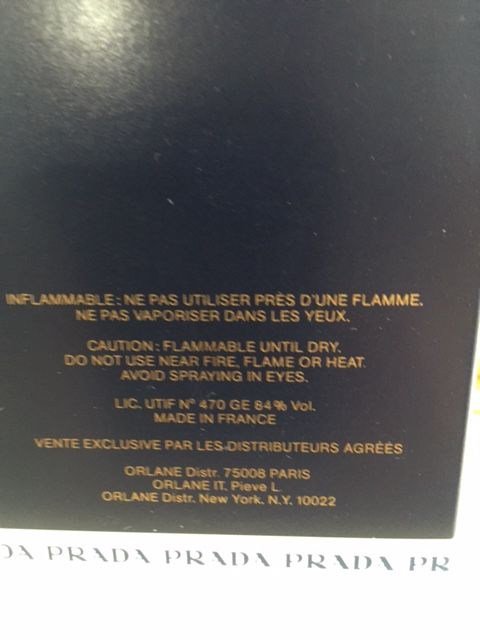 INFLAMMABLE : NE PAS UTILISER PRÈS D'UNE FLAMME.
NE PAS VAPORISER DANS LES YEUX.
CAUTION : FLAMMABLE UNTIL DRY.
DO NOT USE NEAR FIRE, FLAME OR HEAT.
AVOID SPRAYING IN EYES.
LIC. UTIF N° 470 GE 84% Vol.
MADE IN FRANCE
VENTE EXCLUSIVE PAR LES DISTRIBUTEURS AGRÉÉS
ORLANE Distr. 75008 PARIS
ORLANE IT. Pieve L.
ORLANE Distr. New York. N.Y. 10022
DA PRADA PRADA PRADA PR